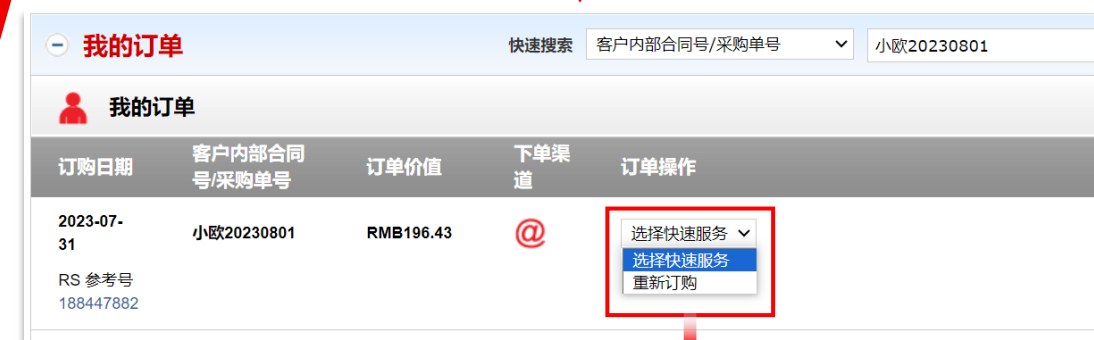 我的订单
快速搜索 客户内部合同号/采购单号 小欧20230801
我的订单
订购日期 客户内部合同号/采购单号 订单价值 下单渠道 订单操作
2023-07-31 小欧20230801 RMB196.43 @ 选择快速服务
选择快速服务
重新订购
RS 参考号
188447882